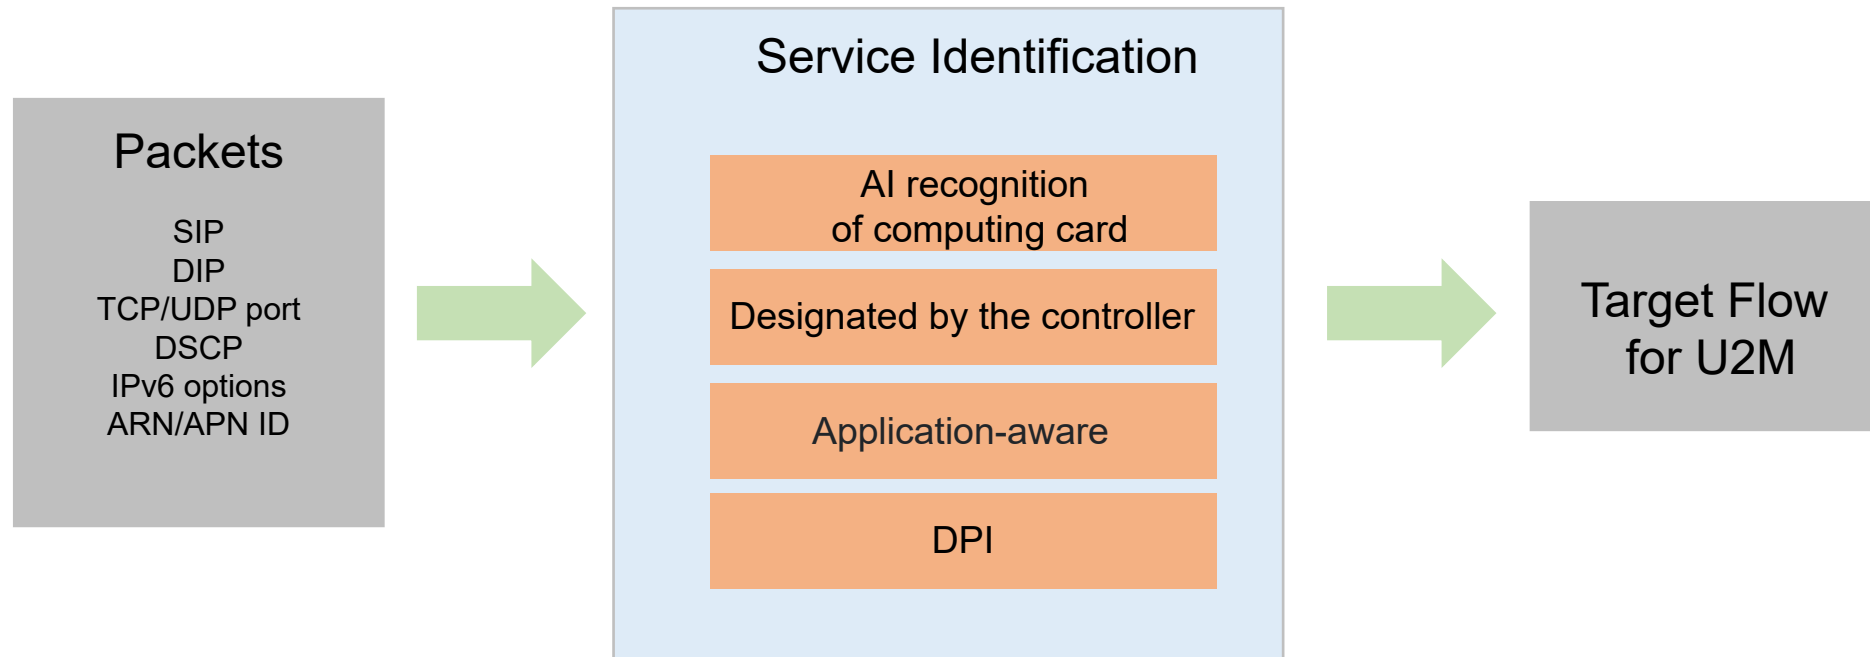 Packets
SIP
DIP
TCP/UDP port
DSCP
IPv6 options
ARN/APN ID
Service Identification
AI recognition
of computing card
Designated by the controller
Application-aware
DPI
Target Flow
for U2M